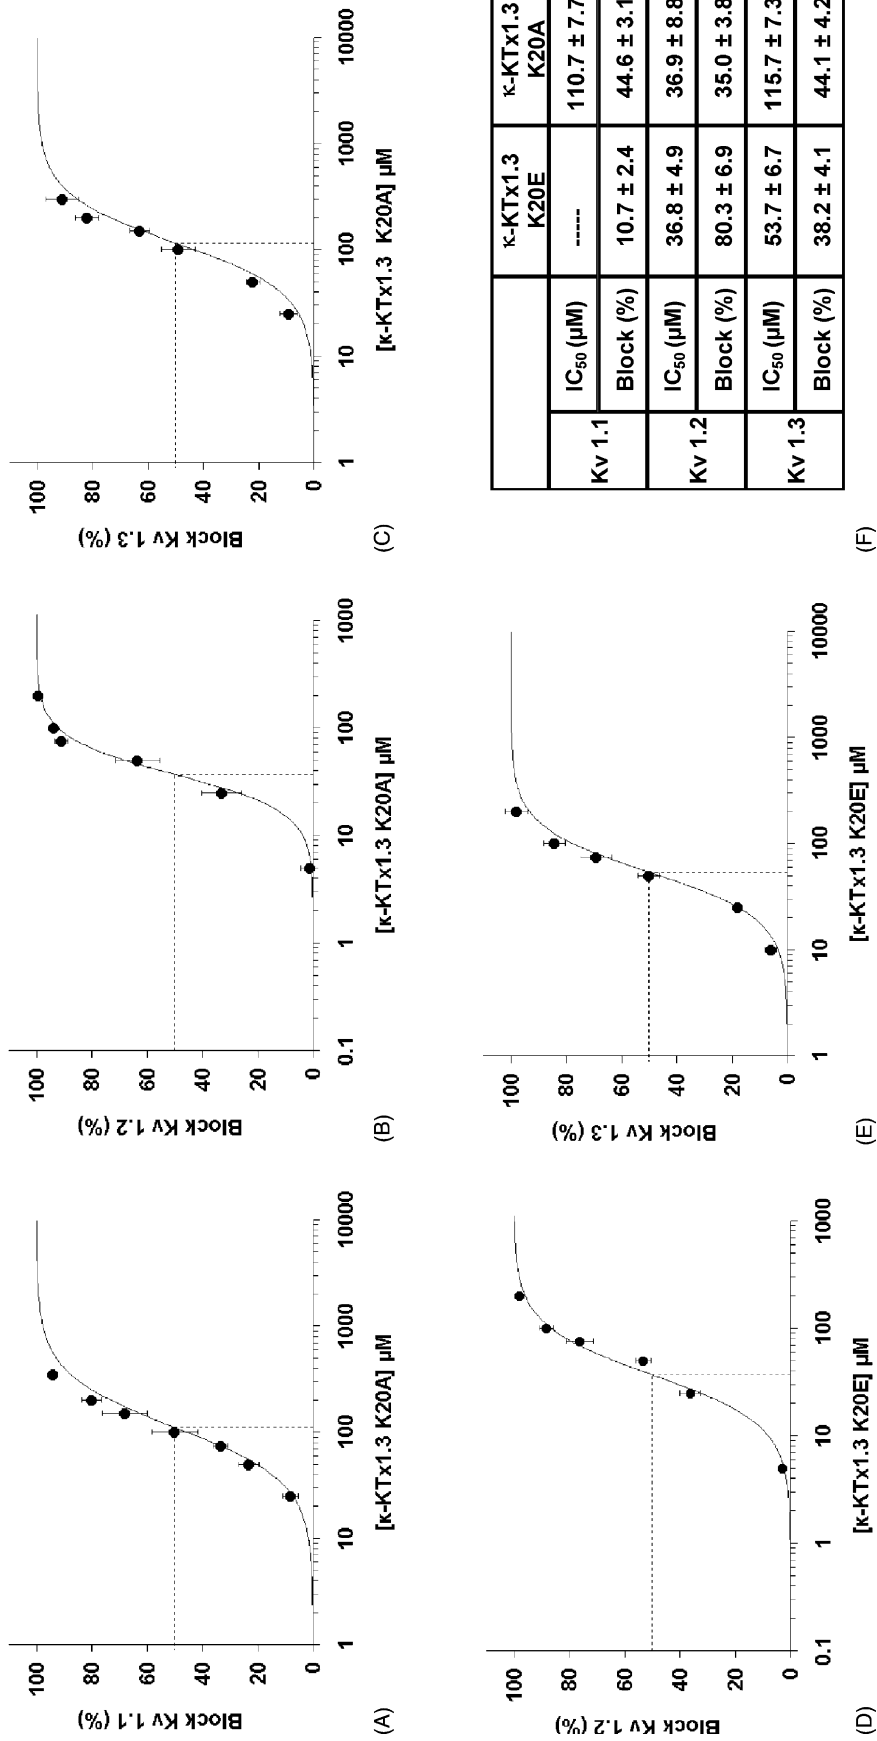 100
80
60
40
20
0
Block Kv 1.1 (%)
1 10 100 1000 10000
[κ-KTx1.3 K20A] µM
(A)
100
80
60
40
20
0
Block Kv 1.2 (%)
0.1 1 10 100 1000
[κ-KTx1.3 K20A] µM
(B)
100
80
60
40
20
0
Block Kv 1.3 (%)
1 10 100 1000 10000
[κ-KTx1.3 K20A] µM
(C)
100
80
60
40
20
0
Block Kv 1.2 (%)
0.1 1 10 100 1000
[κ-KTx1.3 K20E] µM
(D)
100
80
60
40
20
0
Block Kv 1.3 (%)
1 10 100 1000 10000
[κ-KTx1.3 K20E] µM
(E)
κ-KTx1.3 K20E κ-KTx1.3 K20A
Kv 1.1 IC50 (µM) ----- 110.7 ± 7.7
Block (%) 10.7 ± 2.4 44.6 ± 3.1
Kv 1.2 IC50 (µM) 36.8 ± 4.9 36.9 ± 8.8
Block (%) 80.3 ± 6.9 35.0 ± 3.8
Kv 1.3 IC50 (µM) 53.7 ± 6.7 115.7 ± 7.3
Block (%) 38.2 ± 4.1 44.1 ± 4.2
(F)